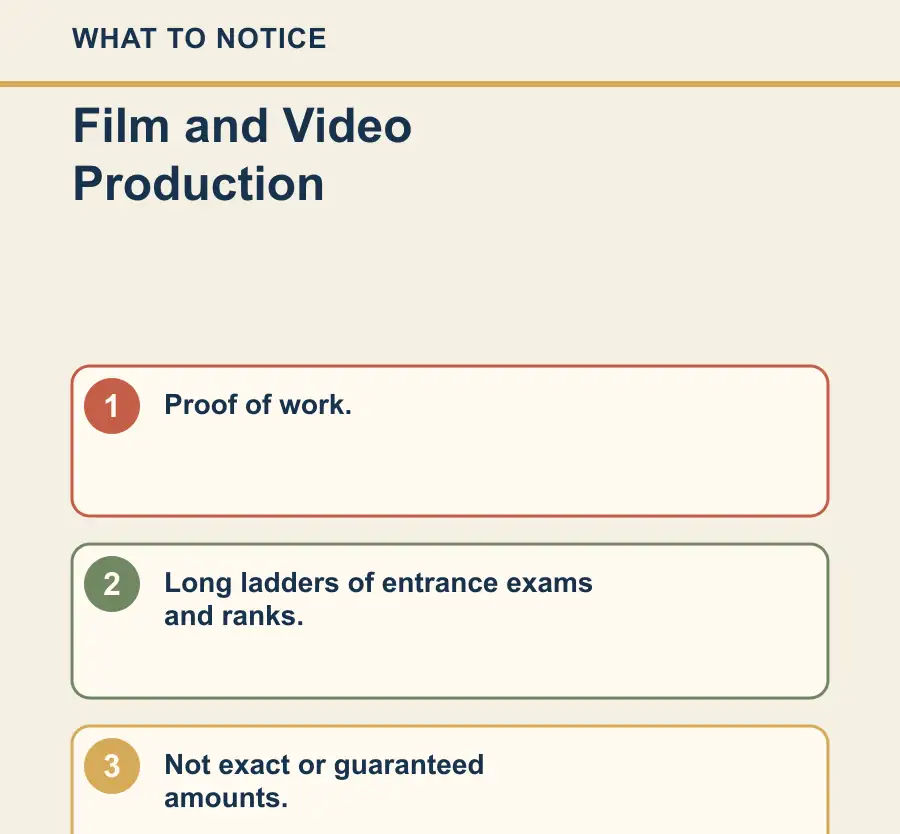 WHAT TO NOTICE
Film and Video
Production
1
Proof of work.
2
Long ladders of entrance exams
and ranks.
3
Not exact or guaranteed
amounts.